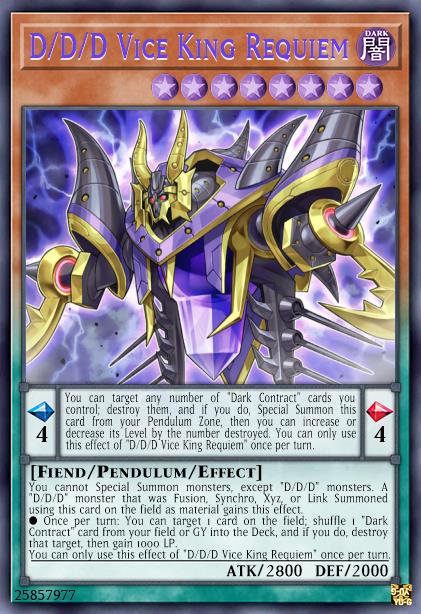 D/D/D Vice King Requiem
DARK
闇
You can target any number of "Dark Contract" cards you
control; destroy them, and if you do, Special Summon this
card from your Pendulum Zone, then you can increase or
decrease its Level by the number destroyed. You can only use
this effect of "D/D/D Vice King Requiem" once per turn.
4
4
[Fiend/Pendulum/Effect]
You cannot Special Summon monsters, except "D/D" monsters. A
"D/D/D" monster that was Fusion, Synchro, Xyz, or Link Summoned
using this card on the field as material gains this effect.
● Once per turn: You can target 1 card on the field; shuffle 1 "Dark
Contract" card from your field or GY into the Deck, and if you do, destroy
that target, then gain 1000 LP.
You can only use this effect of "D/D/D Vice King Requiem" once per turn.
ATK/2800 DEF/2000
25857977